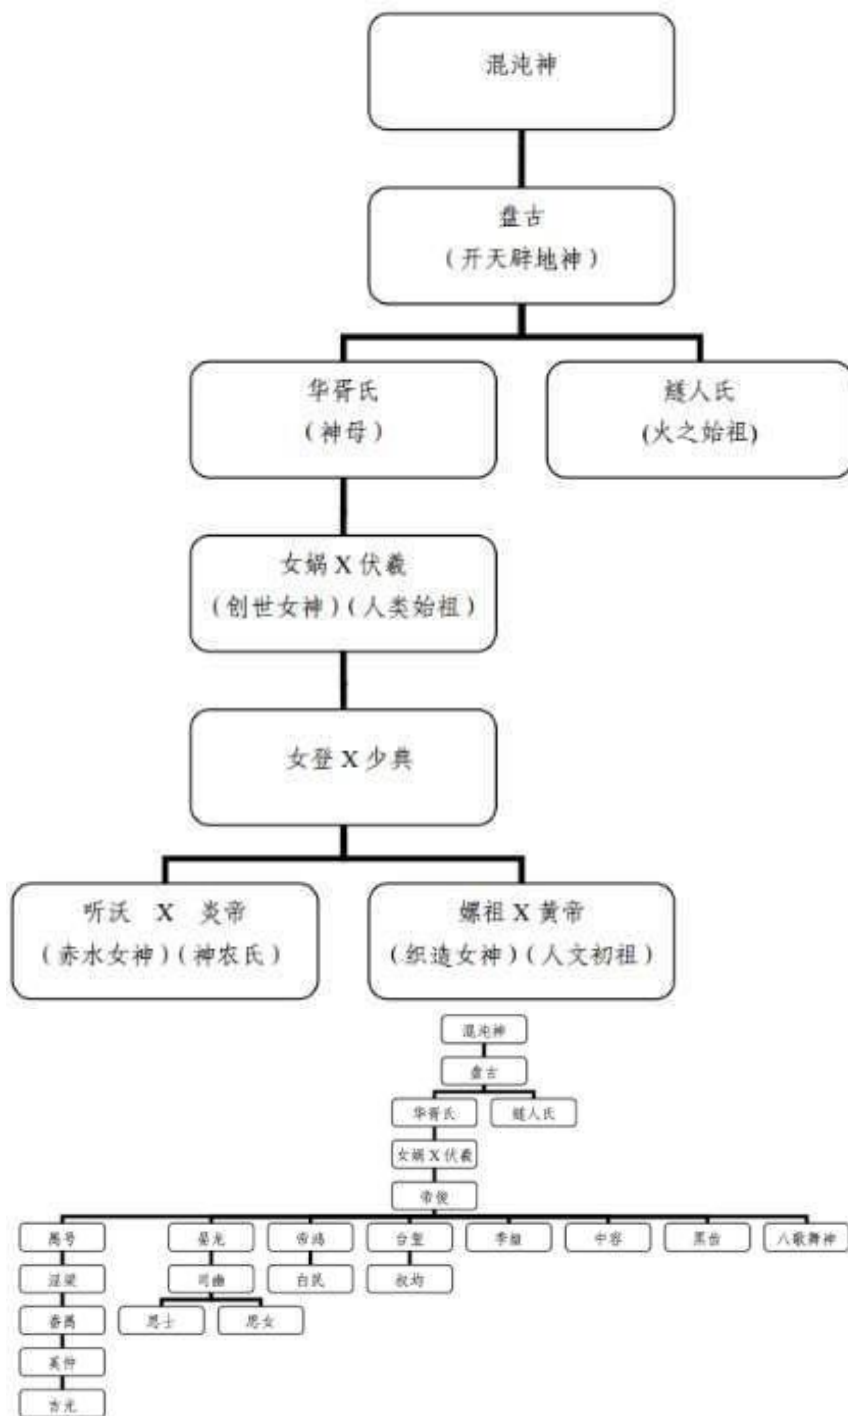 混沌神
盘古
(开天辟地神)
华胥氏
(神母)
燧人氏
(火之始祖)
女娲 X 伏羲
(创世女神)(人类始祖)
女登 X 少典
听沃 X 炎帝
(赤水女神)(神农氏)
嫘祖 X 黄帝
(织造女神)(人文初祖)
混沌神
盘古
华胥氏
燧人氏
女娲 X 伏羲
帝俊
禺号
晏龙
帝鸿
台玺
季釐
中容
黑齿
八歌舞神
淫梁
司幽
白民
叔均
番禺
思士
思女
奚仲
吉光